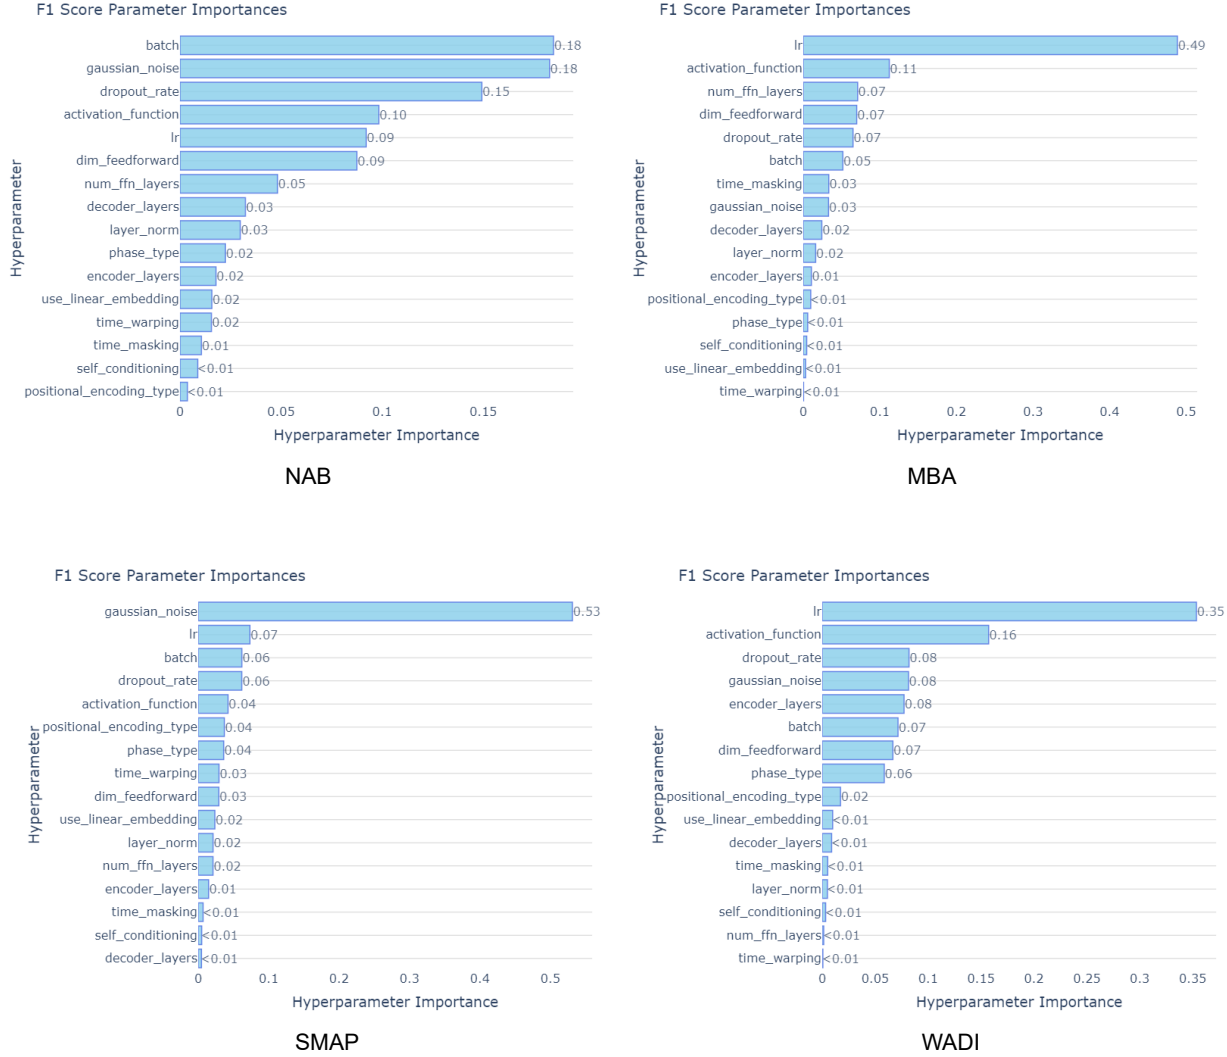 F1 Score Parameter Importances
Hyperparameter
batch 0.18
gaussian_noise 0.18
dropout_rate 0.15
activation_function 0.10
lr 0.09
dim_feedforward 0.09
num_ffn_layers 0.05
decoder_layers 0.03
layer_norm 0.03
phase_type 0.02
encoder_layers 0.02
use_linear_embedding 0.02
time_warping 0.02
time_masking 0.01
self_conditioning <0.01
positional_encoding_type <0.01
0 0.05 0.1 0.15
Hyperparameter Importance
NAB
F1 Score Parameter Importances
Hyperparameter
lr 0.49
activation_function 0.11
num_ffn_layers 0.07
dim_feedforward 0.07
dropout_rate 0.07
batch 0.05
time_masking 0.03
gaussian_noise 0.03
decoder_layers 0.02
layer_norm 0.02
encoder_layers 0.01
positional_encoding_type <0.01
phase_type <0.01
self_conditioning <0.01
use_linear_embedding <0.01
time_warping <0.01
0 0.1 0.2 0.3 0.4 0.5
Hyperparameter Importance
MBA
F1 Score Parameter Importances
Hyperparameter
gaussian_noise 0.53
lr 0.07
batch 0.06
dropout_rate 0.06
activation_function 0.04
positional_encoding_type 0.04
phase_type 0.04
time_warping 0.03
dim_feedforward 0.03
use_linear_embedding 0.02
layer_norm 0.02
num_ffn_layers 0.02
encoder_layers 0.01
time_masking <0.01
self_conditioning <0.01
decoder_layers <0.01
0 0.1 0.2 0.3 0.4 0.5
Hyperparameter Importance
SMAP
F1 Score Parameter Importances
Hyperparameter
lr 0.35
activation_function 0.16
dropout_rate 0.08
gaussian_noise 0.08
encoder_layers 0.08
batch 0.07
dim_feedforward 0.07
phase_type 0.06
positional_encoding_type 0.02
use_linear_embedding <0.01
decoder_layers <0.01
time_masking <0.01
layer_norm <0.01
self_conditioning <0.01
num_ffn_layers <0.01
time_warping <0.01
0 0.05 0.1 0.15 0.2 0.25 0.3 0.35
Hyperparameter Importance
WADI